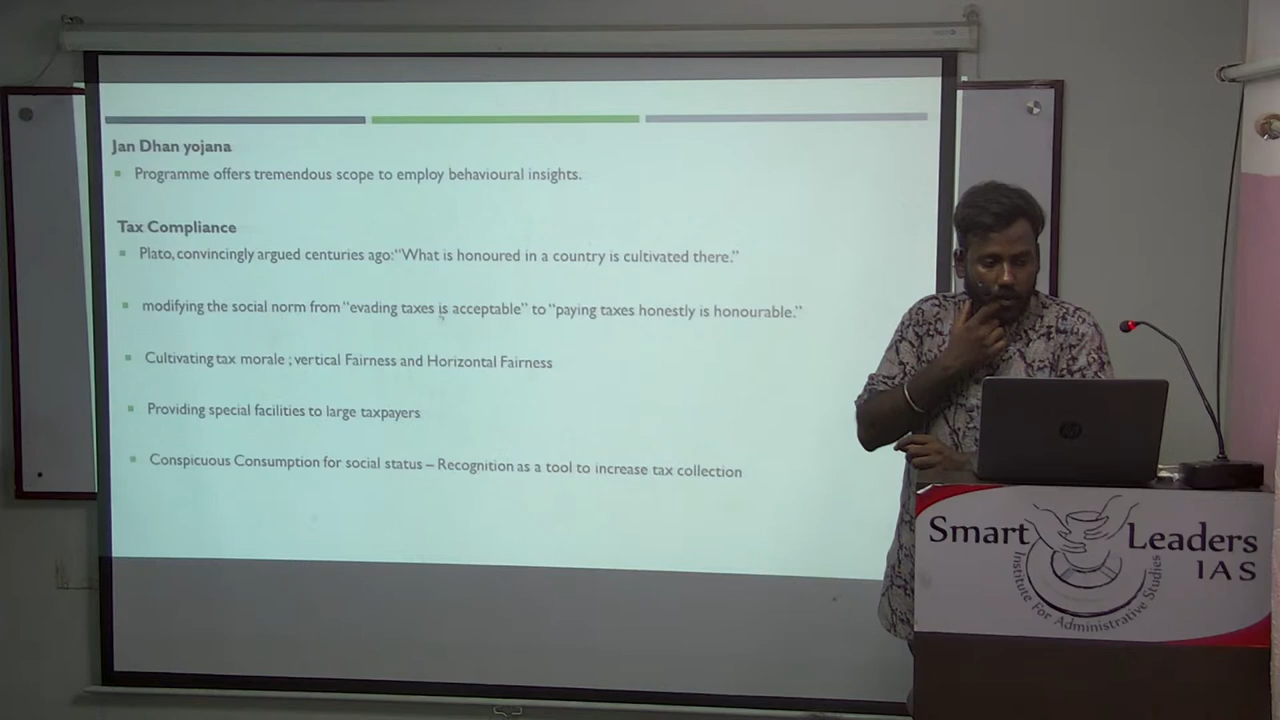 Jan Dhan yojana
Programme offers tremendous scope to employ behavioural insights.
Tax Compliance
Plato, convincingly argued centuries ago: “What is honoured in a country is cultivated there.”
modifying the social norm from “evading taxes is acceptable” to “paying taxes honestly is honourable.”
Cultivating tax morale ; vertical Fairness and Horizontal Fairness
Providing special facilities to large taxpayers
Conspicuous Consumption for social status – Recognition as a tool to increase tax collection
hp
Smart Leaders
IAS
Institute For Administrative Studies